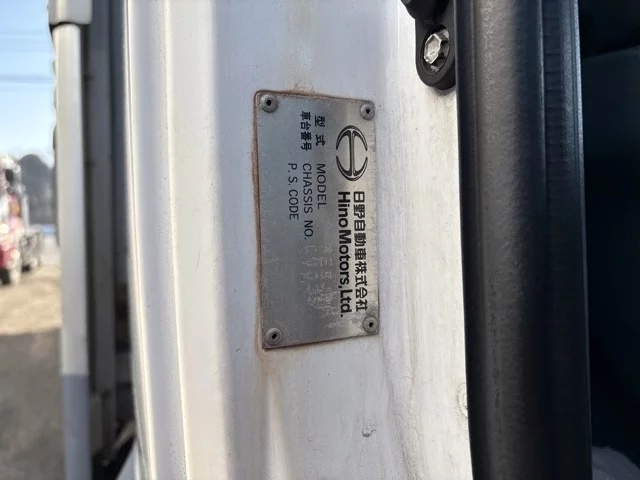 日野自動車株式会社
Hino Motors, Ltd.
型式 MODEL
車台番号 CHASSIS NO.
P. S. CODE